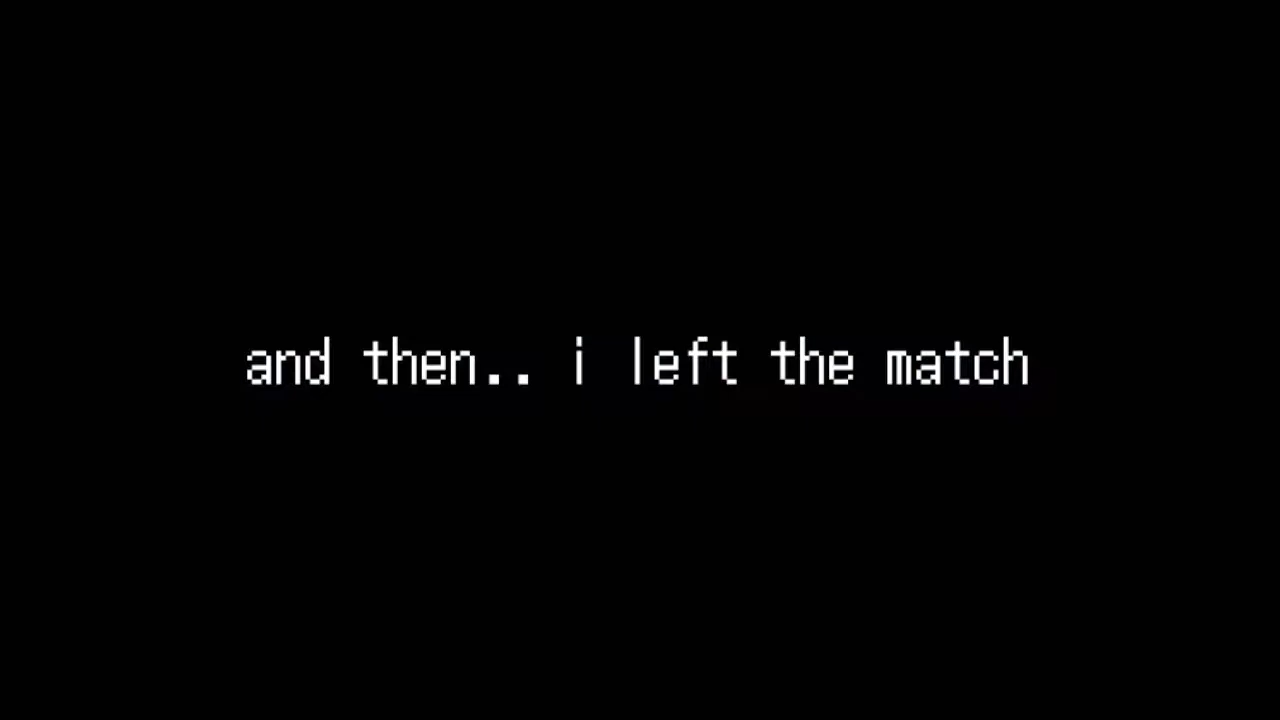 and then.. i left the match